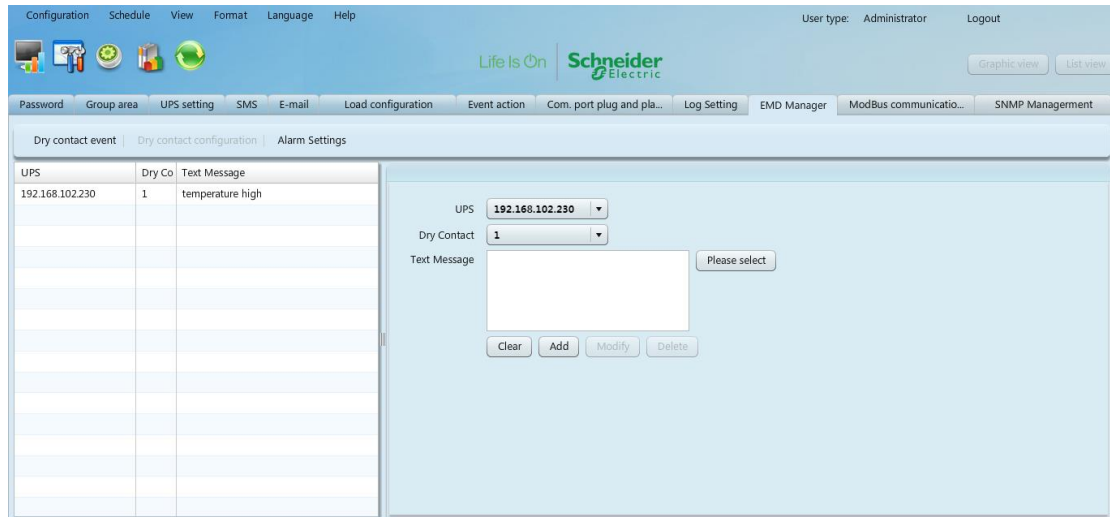 Configuration Schedule View Format Language Help User type: Administrator Logout
Life Is On Schneider Electric
Graphic view List view
Password Group area UPS setting SMS E-mail Load configuration Event action Com. port plug and pla... Log Setting EMD Manager ModBus communicatio... SNMP Managerment
Dry contact event Dry contact configuration Alarm Settings
UPS Dry Co Text Message
192.168.102.230 1 temperature high
UPS 192.168.102.230
Dry Contact 1
Text Message Please select
Clear Add Modify Delete